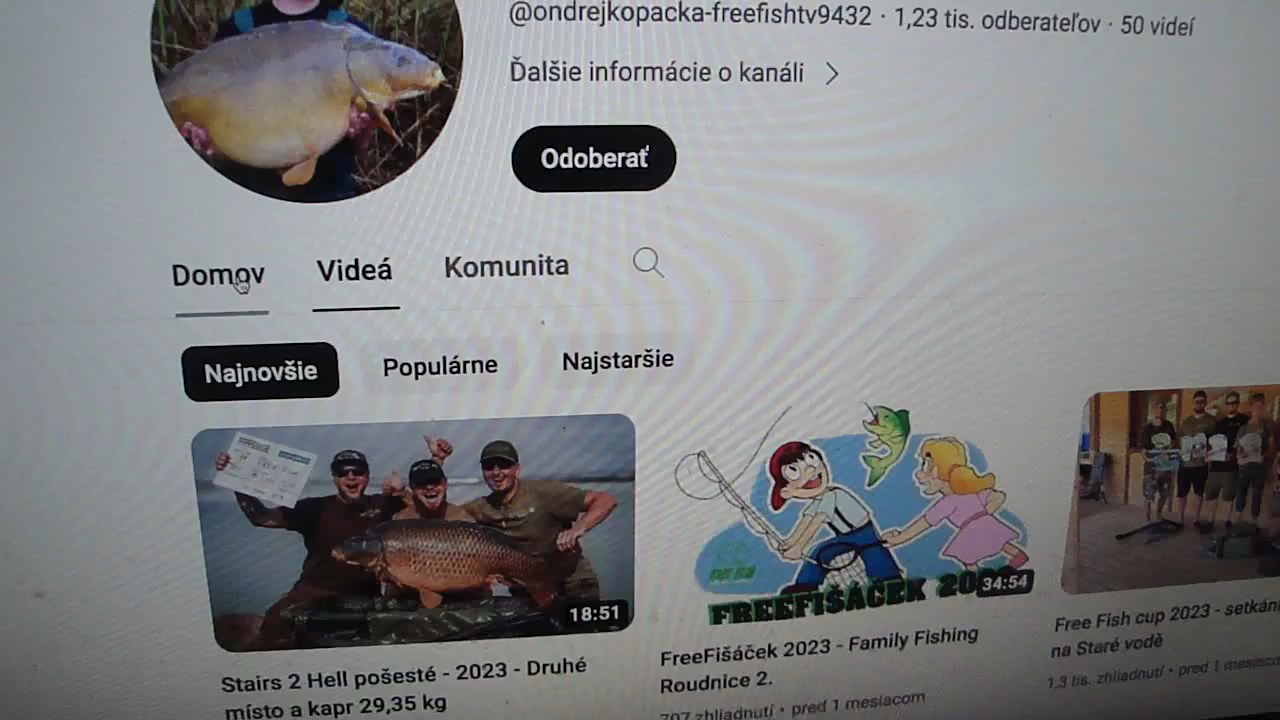 @ondrejkopacka-freefishtv9432 · 1,23 tis. odberateľov · 50 videí
Ďalšie informácie o kanáli
Odoberať
Domov Videá Komunita
Najnovšie Populárne Najstaršie
18:51
FREEFIŠÁČEK
34:54
Stairs 2 Hell pošesté - 2023 - Druhé
místo a kapr 29,35 kg
FreeFišáček 2023 - Family Fishing
Roudnice 2.
707 zhliadnutí • pred 1 mesiacom
Free Fish cup 2023 - setkán
na Staré vodě
1,3 tis. zhliadnutí • pred 1 mesiaco